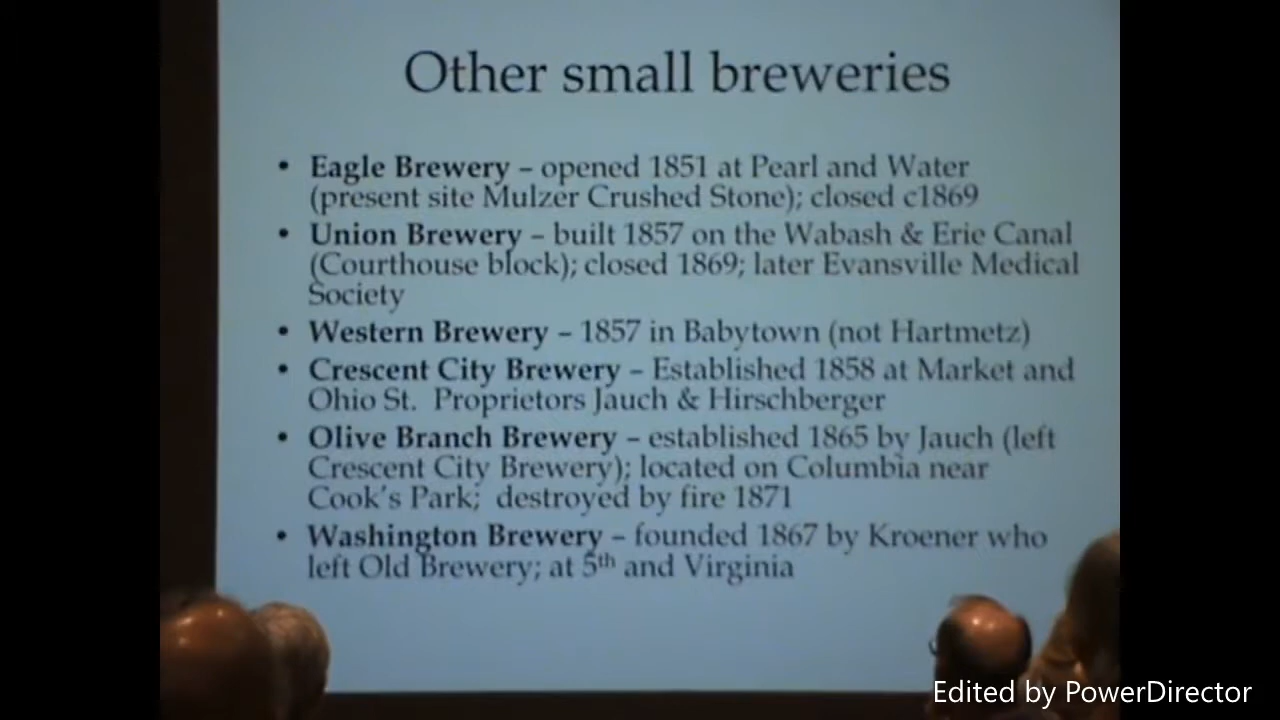 Other small breweries
• Eagle Brewery – opened 1851 at Pearl and Water
(present site Mulzer Crushed Stone); closed c1869
• Union Brewery – built 1857 on the Wabash & Erie Canal
(Courthouse block); closed 1869; later Evansville Medical
Society
• Western Brewery – 1857 in Babytown (not Hartmetz)
• Crescent City Brewery – Established 1858 at Market and
Ohio St. Proprietors Jauch & Hirschberger
• Olive Branch Brewery – established 1865 by Jauch (left
Crescent City Brewery); located on Columbia near
Cook's Park; destroyed by fire 1871
• Washington Brewery – founded 1867 by Kroener who
left Old Brewery; at 5th and Virginia
Edited by PowerDirector